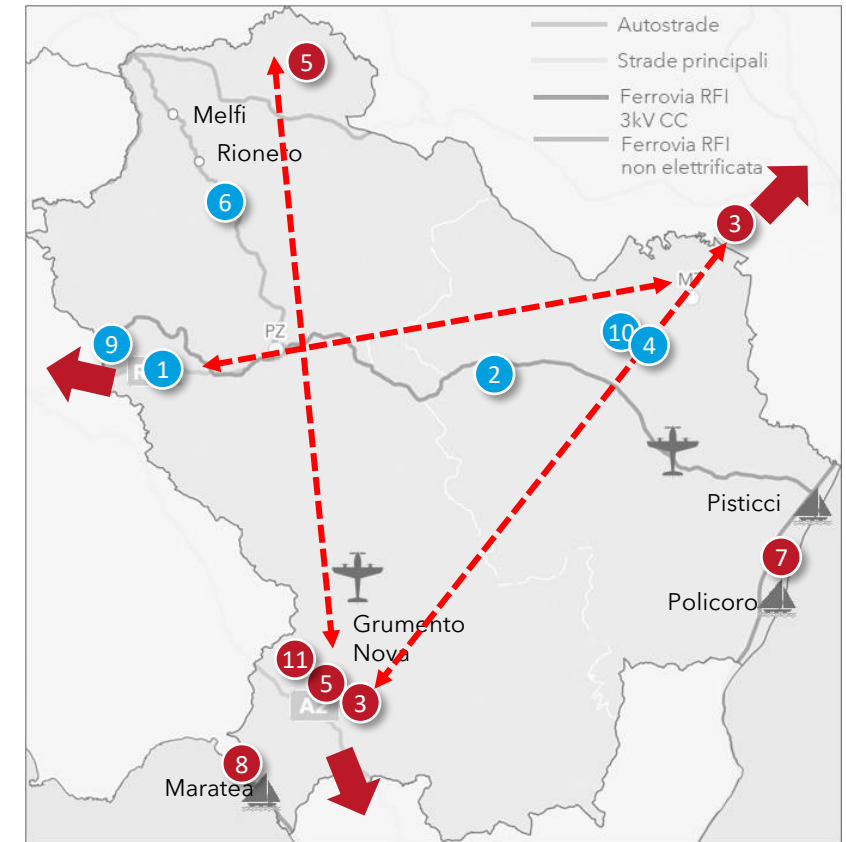 Autostrade
Strade principali
Ferrovia RFI
3kV CC
Ferrovia RFI
non elettrificata
5
Melfi
Rionero
6
3
PZ
9
1
10
4
2
Pisticci
7
Policoro
Grumento
Nova
11
5
3
A2
8
Maratea